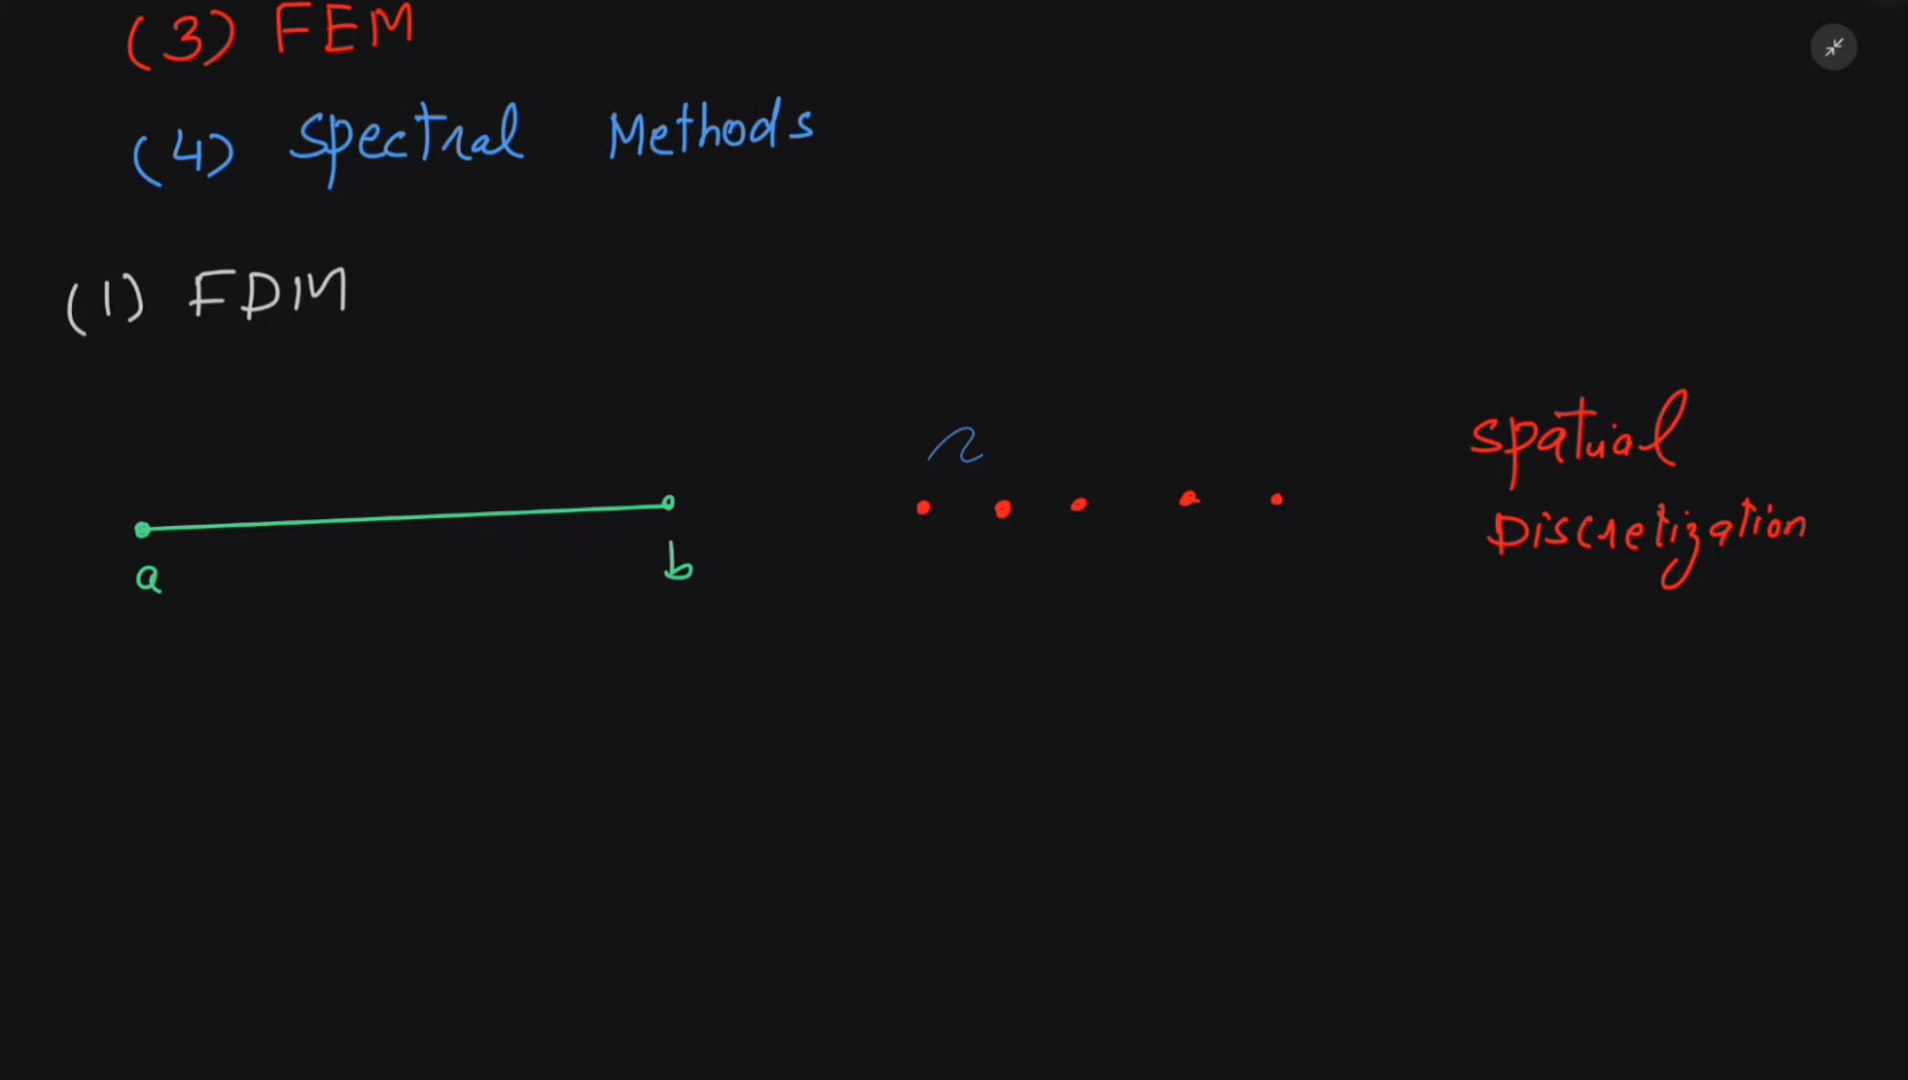 (3) FEM
(4) Spectral Methods
(1) FDM
Spatial
Discretization
a
b